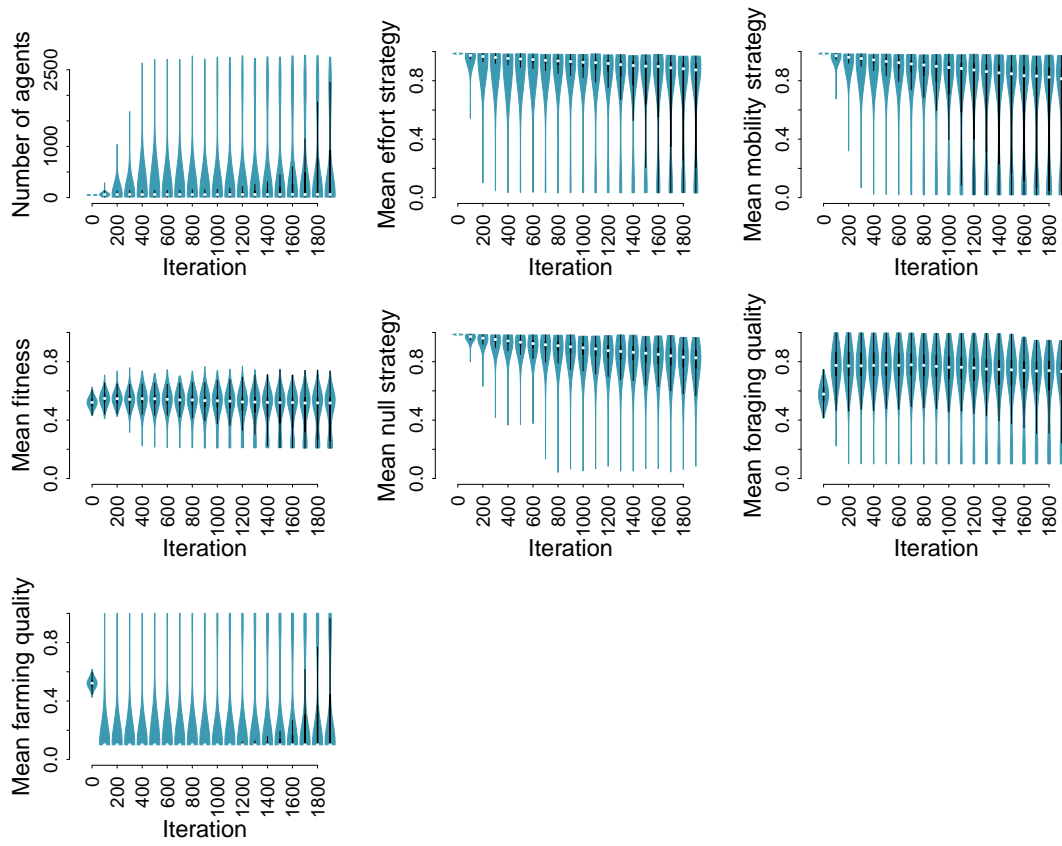 Number of agents
0 1000 2500
0 200 400 600 800 1000 1200 1400 1600 1800
Iteration
Mean effort strategy
0.0 0.4 0.8
0 200 400 600 800 1000 1200 1400 1600 1800
Iteration
Mean mobility strategy
0.0 0.4 0.8
0 200 400 600 800 1000 1200 1400 1600 1800
Iteration
Mean fitness
0.0 0.4 0.8
0 200 400 600 800 1000 1200 1400 1600 1800
Iteration
Mean null strategy
0.0 0.4 0.8
0 200 400 600 800 1000 1200 1400 1600 1800
Iteration
Mean foraging quality
0.0 0.4 0.8
0 200 400 600 800 1000 1200 1400 1600 1800
Iteration
Mean farming quality
0.0 0.4 0.8
0 200 400 600 800 1000 1200 1400 1600 1800
Iteration